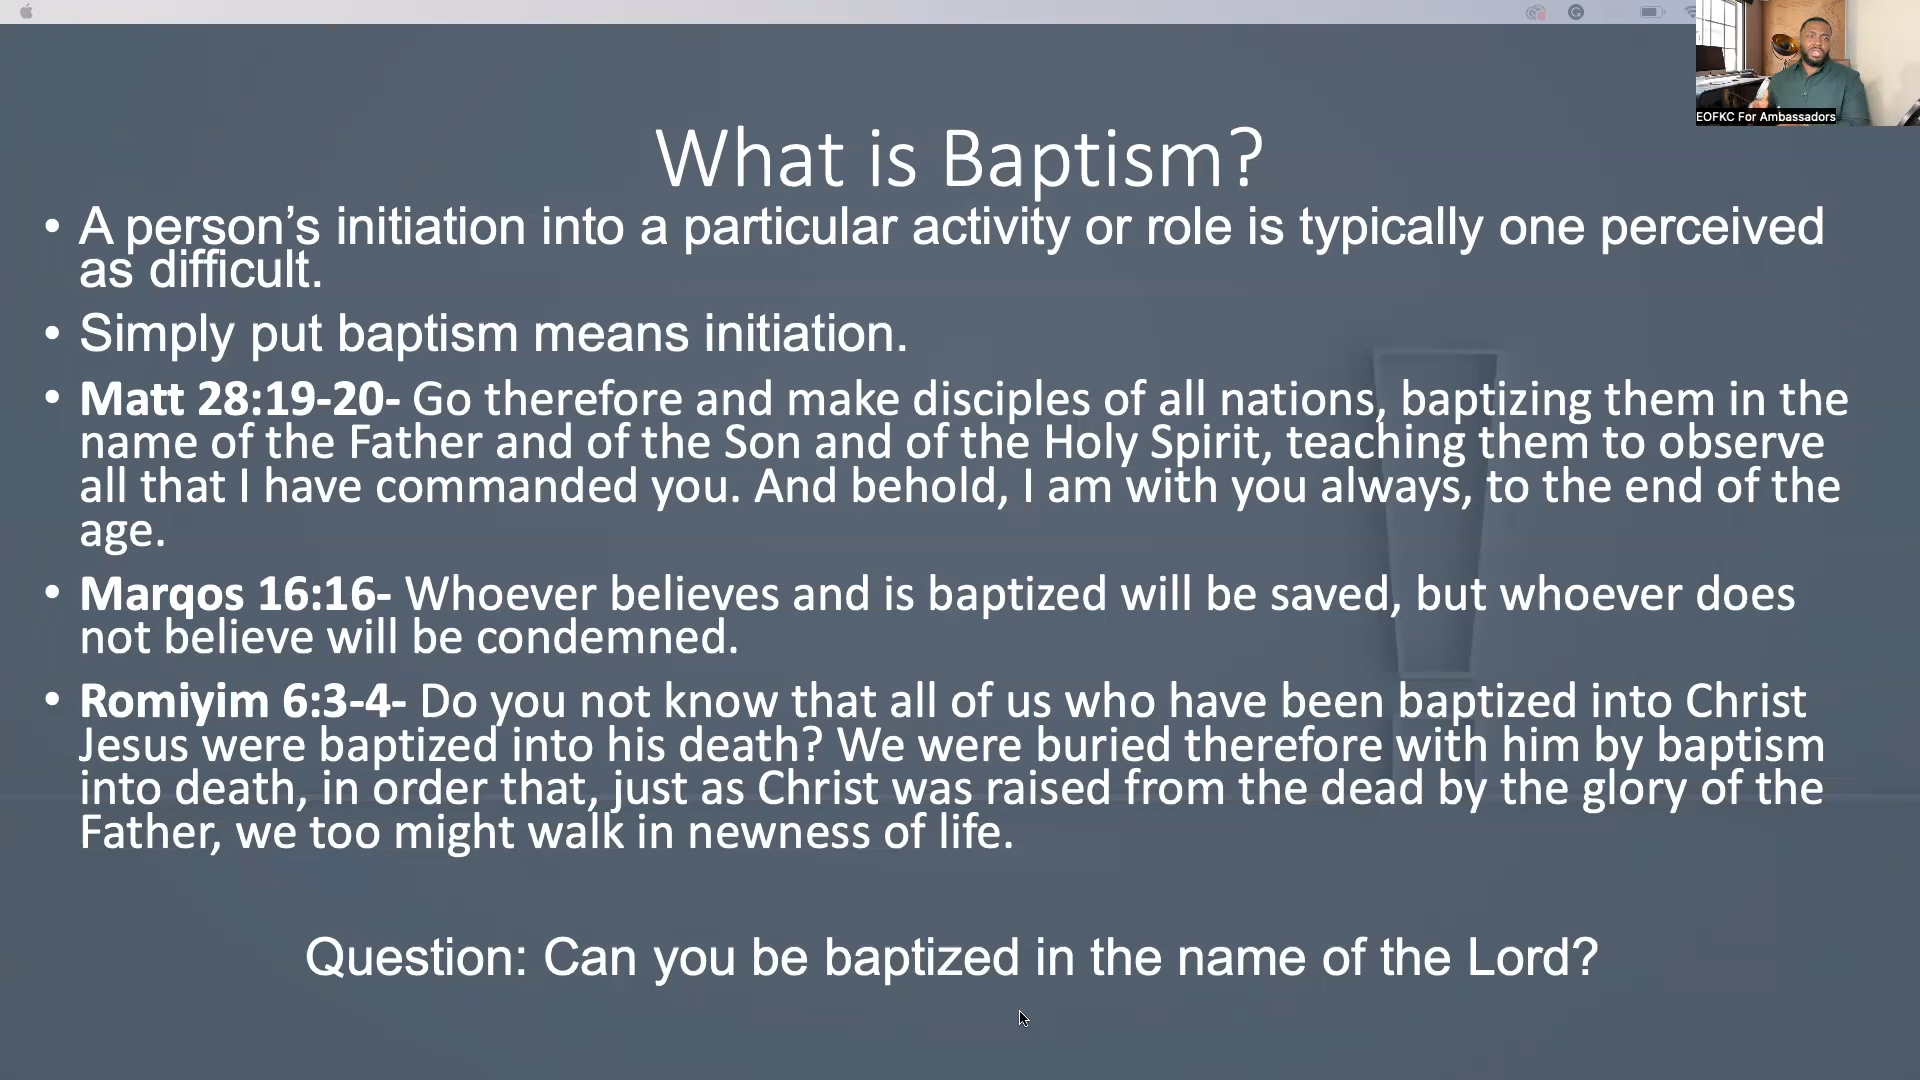 EOFKC For Ambassadors
What is Baptism?
• A person’s initiation into a particular activity or role is typically one perceived
as difficult.
• Simply put baptism means initiation.
• Matt 28:19-20- Go therefore and make disciples of all nations, baptizing them in the
name of the Father and of the Son and of the Holy Spirit, teaching them to observe
all that I have commanded you. And behold, I am with you always, to the end of the
age.
• Marqos 16:16- Whoever believes and is baptized will be saved, but whoever does
not believe will be condemned.
• Romiyim 6:3-4- Do you not know that all of us who have been baptized into Christ
Jesus were baptized into his death? We were buried therefore with him by baptism
into death, in order that, just as Christ was raised from the dead by the glory of the
Father, we too might walk in newness of life.
Question: Can you be baptized in the name of the Lord?